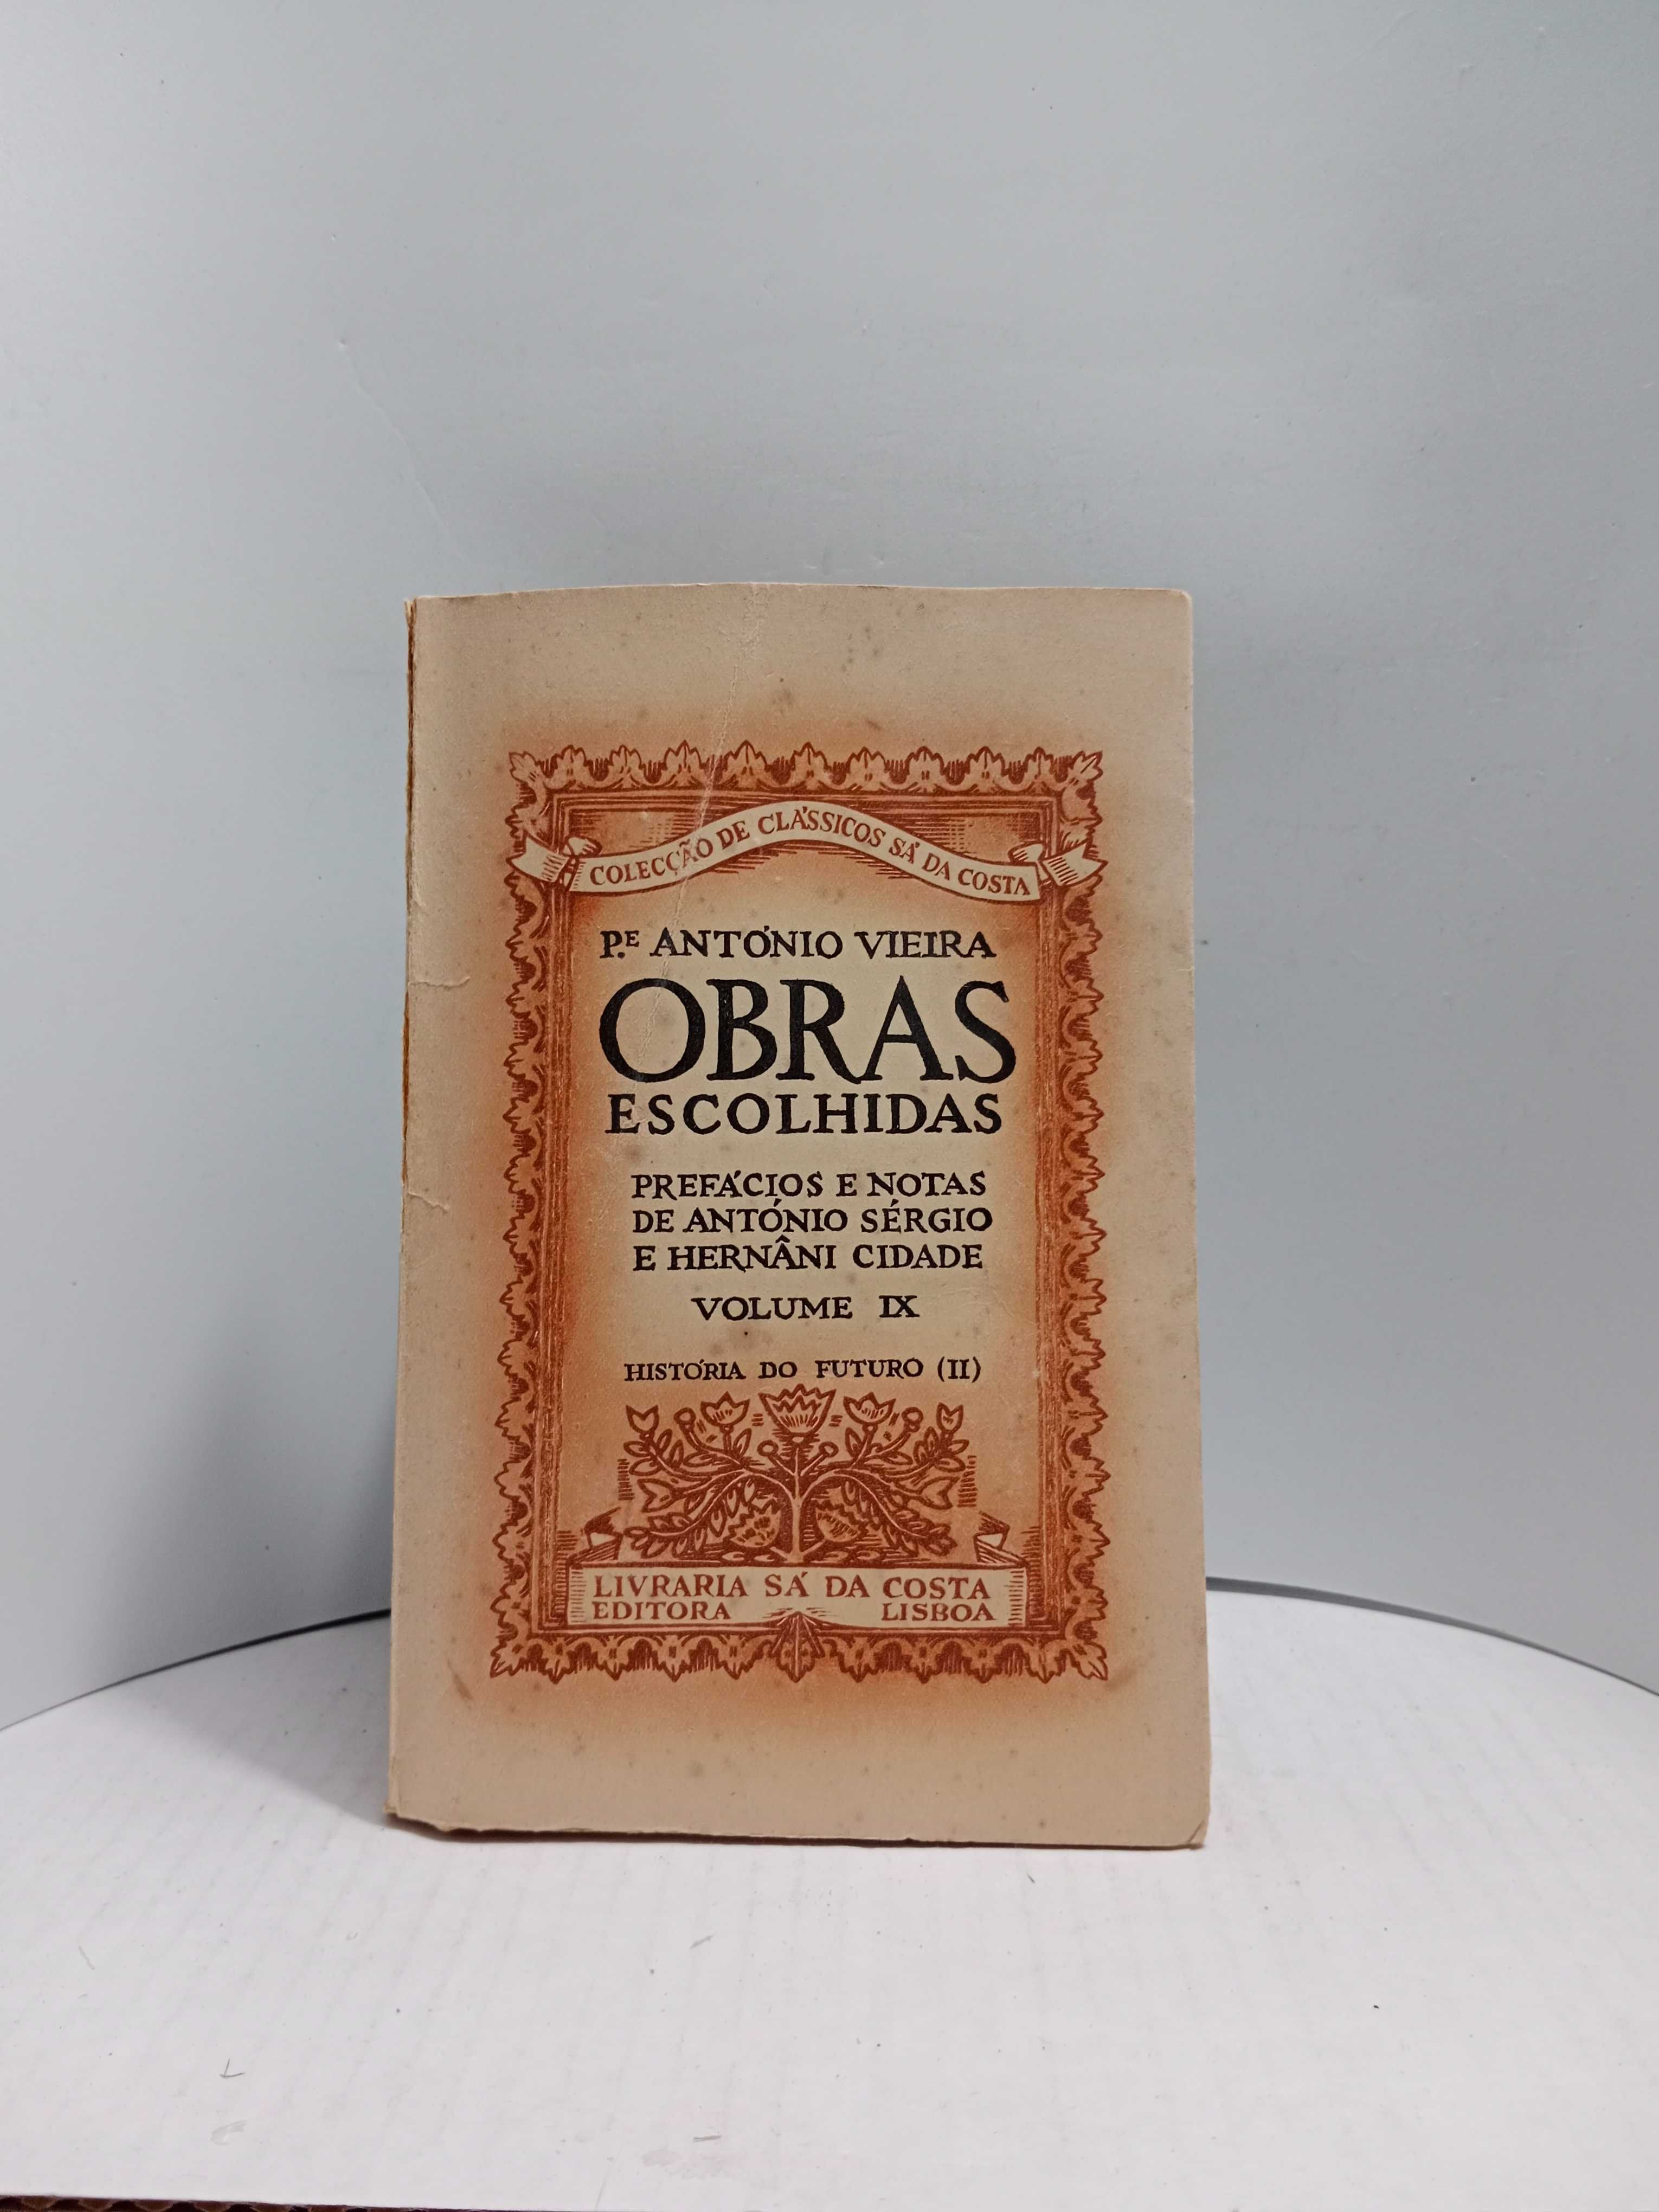 COLECÇÃO DE CLÁSSICOS SÁ DA COSTA
P.E ANTÓNIO VIEIRA
OBRAS
ESCOLHIDAS
PREFÁCIOS E NOTAS
DE ANTÓNIO SÉRGIO
E HERNÂNI CIDADE
VOLUME IX
HISTÓRIA DO FUTURO (II)
LIVRARIA SÁ DA COSTA
EDITORA LISBOA